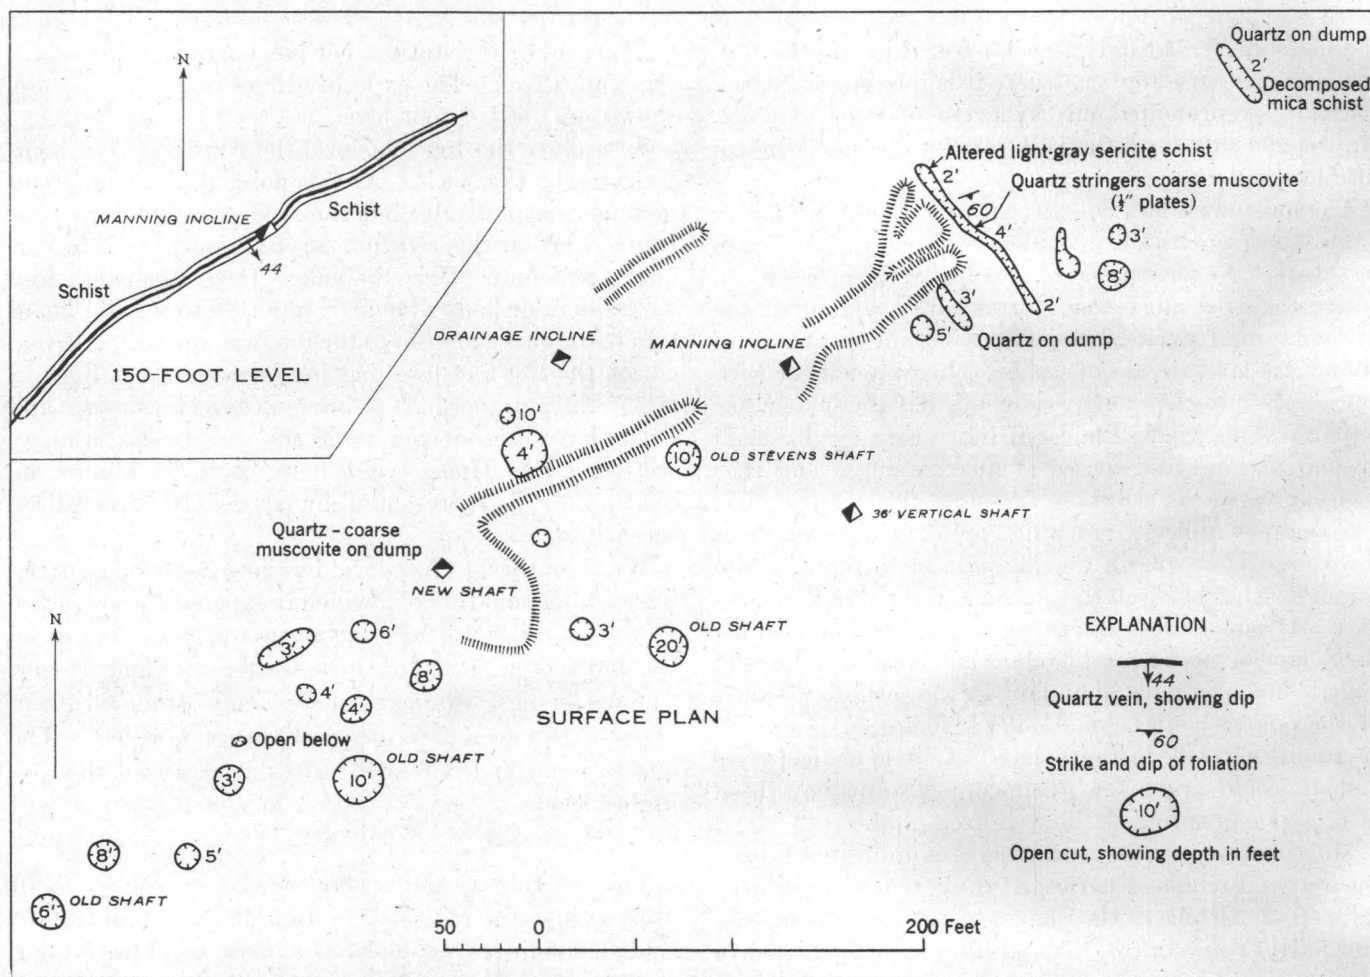 Quartz on dump
2'
Decomposed
mica schist
N
Altered light-gray sericite schist
2'
Quartz stringers coarse muscovite
(½" plates)
60
4'
3'
8'
MANNING INCLINE
Schist
44
Schist
3'
2'
5'
DRAINAGE INCLINE
MANNING INCLINE
Quartz on dump
150-FOOT LEVEL
10'
4'
10'
OLD STEVENS SHAFT
36' VERTICAL SHAFT
Quartz - coarse
muscovite on dump
NEW SHAFT
N
6'
3'
3'
OLD SHAFT
20'
8'
4'
4'
SURFACE PLAN
Open below
OLD SHAFT
3'
10'
8'
5'
OLD SHAFT
6'
EXPLANATION
44
Quartz vein, showing dip
60
Strike and dip of foliation
10'
Open cut, showing depth in feet
50
0
200 Feet